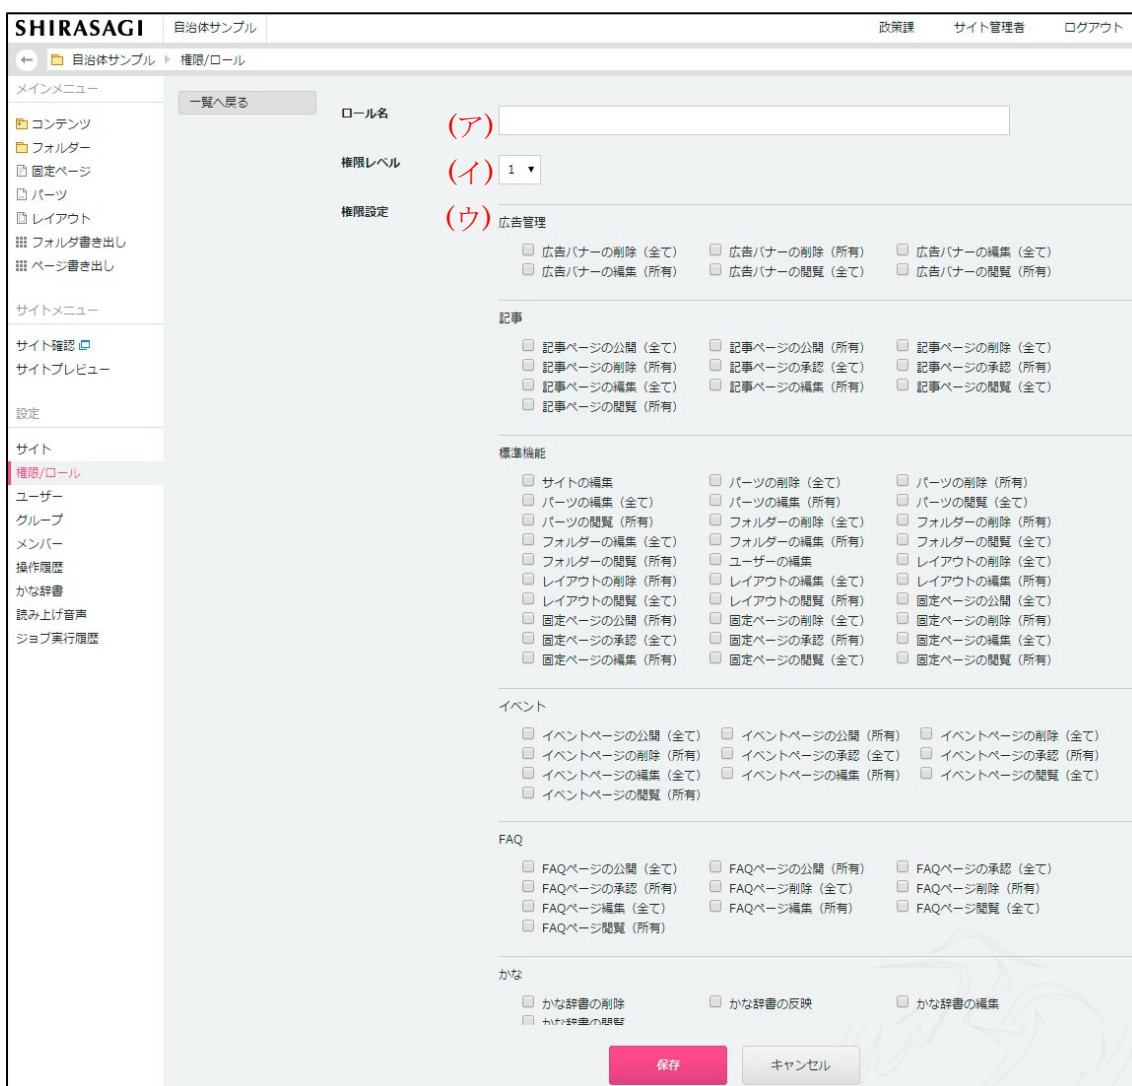 SHIRASAGI 自治体サンプル 政策課 サイト管理者 ログアウト
自治体サンプル 権限/ロール
メインメニュー
コンテンツ
フォルダー
固定ページ
パーツ
レイアウト
フォルダ書き出し
ページ書き出し
サイトメニュー
サイト確認
サイトプレビュー
設定
サイト
権限/ロール
ユーザー
グループ
メンバー
操作履歴
かな辞書
読み上げ音声
ジョブ実行履歴
一覧へ戻る
ロール名 (ア)
権限レベル (イ) 1
権限設定 (ウ)
広告管理
広告バナーの削除（全て） 広告バナーの削除（所有） 広告バナーの編集（全て）
広告バナーの編集（所有） 広告バナーの閲覧（全て） 広告バナーの閲覧（所有）
記事
記事ページの公開（全て） 記事ページの公開（所有） 記事ページの削除（全て）
記事ページの削除（所有） 記事ページの承認（全て） 記事ページの承認（所有）
記事ページの編集（全て） 記事ページの編集（所有） 記事ページの閲覧（全て）
記事ページの閲覧（所有）
標準機能
サイトの編集 パーツの削除（全て） パーツの削除（所有）
パーツの編集（全て） パーツの編集（所有） パーツの閲覧（全て）
パーツの閲覧（所有） フォルダーの削除（全て） フォルダーの削除（所有）
フォルダーの編集（全て） フォルダーの編集（所有） フォルダーの閲覧（全て）
フォルダーの閲覧（所有） ユーザーの編集 レイアウトの削除（全て）
レイアウトの削除（所有） レイアウトの編集（全て） レイアウトの編集（所有）
レイアウトの閲覧（全て） レイアウトの閲覧（所有） 固定ページの公開（全て）
固定ページの公開（所有） 固定ページの削除（全て） 固定ページの削除（所有）
固定ページの承認（全て） 固定ページの承認（所有） 固定ページの編集（全て）
固定ページの編集（所有） 固定ページの閲覧（全て） 固定ページの閲覧（所有）
イベント
イベントページの公開（全て） イベントページの公開（所有） イベントページの削除（全て）
イベントページの削除（所有） イベントページの承認（全て） イベントページの承認（所有）
イベントページの編集（全て） イベントページの編集（所有） イベントページの閲覧（全て）
イベントページの閲覧（所有）
FAQ
FAQページの公開（全て） FAQページの公開（所有） FAQページの承認（全て）
FAQページの承認（所有） FAQページ削除（全て） FAQページ削除（所有）
FAQページ編集（全て） FAQページ編集（所有） FAQページ閲覧（全て）
FAQページ閲覧（所有）
かな
かな辞書の削除 かな辞書の反映 かな辞書の編集
かな辞書の閲覧
保存 キャンセル